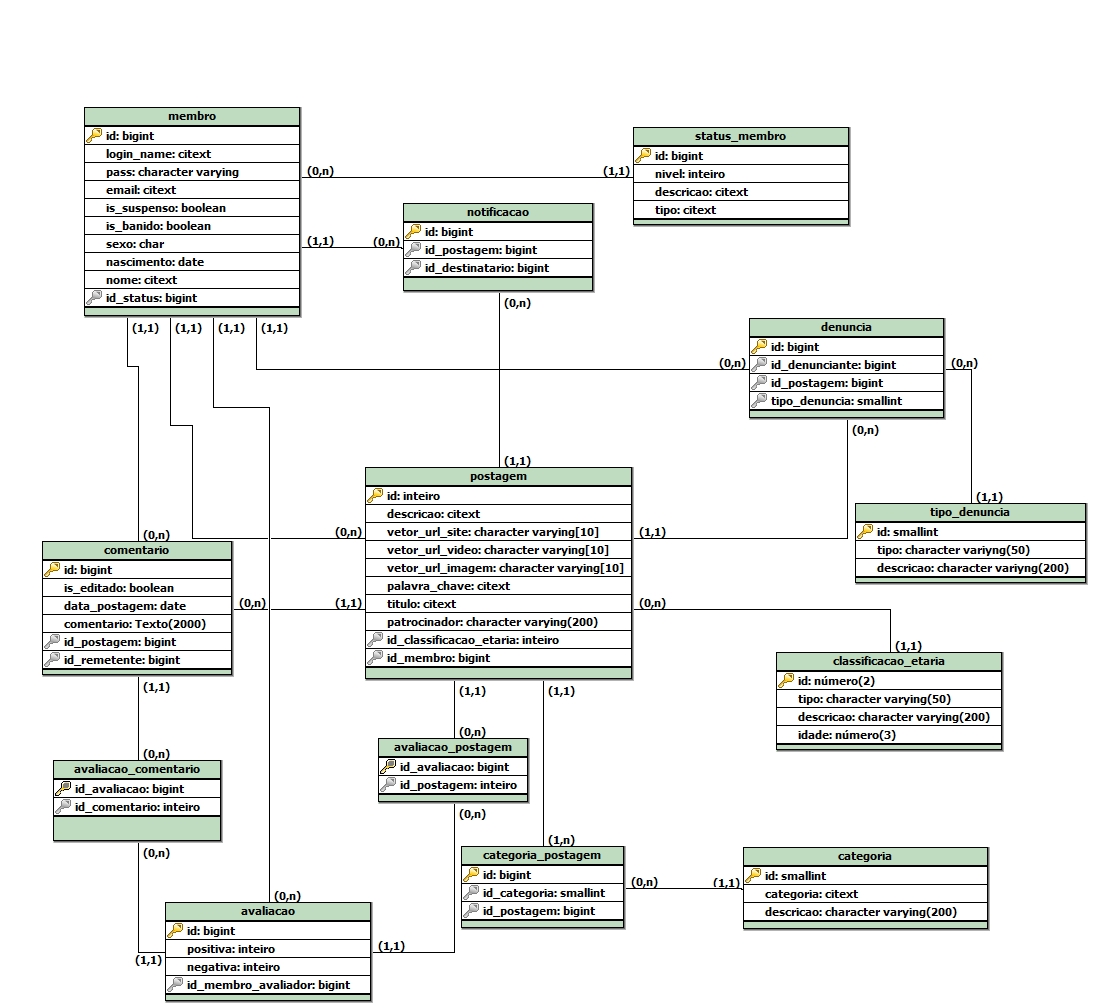 membro
id: bigint
login_name: citext
pass: character varying
email: citext
is_suspenso: boolean
is_banido: boolean
sexo: char
nascimento: date
nome: citext
id_status: bigint
(0,n)
(1,1)
status_membro
id: bigint
nivel: inteiro
descricao: citext
tipo: citext
(1,1)
(0,n)
notificacao
id: bigint
id_postagem: bigint
id_destinatario: bigint
(0,n)
(1,1)
(1,1)
(1,1)
(1,1)
(0,n)
denuncia
id: bigint
id_denunciante: bigint
id_postagem: bigint
tipo_denuncia: smallint
(0,n)
(0,n)
(1,1)
tipo_denuncia
id: smallint
tipo: character variyng(50)
descricao: character variyng(200)
(1,1)
postagem
id: inteiro
descricao: citext
vetor_url_site: character varying[10]
vetor_url_video: character varying[10]
vetor_url_imagem: character varying[10]
palavra_chave: citext
titulo: citext
patrocinador: character varying(200)
id_classificacao_etaria: inteiro
id_membro: bigint
(0,n)
(1,1)
(0,n)
comentario
id: bigint
is_editado: boolean
data_postagem: date
comentario: Texto(2000)
id_postagem: bigint
id_remetente: bigint
(0,n)
(1,1)
(0,n)
(1,1)
classificacao_etaria
id: número(2)
tipo: character varying(50)
descricao: character varying(200)
idade: número(3)
(1,1)
(1,1)
(1,1)
(0,n)
avaliacao_comentario
id_avaliacao: bigint
id_comentario: inteiro
(0,n)
(0,n)
avaliacao_postagem
id_avaliacao: bigint
id_postagem: inteiro
(0,n)
(1,n)
categoria_postagem
id: bigint
id_categoria: smallint
id_postagem: bigint
(0,n)
(1,1)
categoria
id: smallint
categoria: citext
descricao: character varying(200)
(0,n)
avaliacao
id: bigint
positiva: inteiro
negativa: inteiro
id_membro_avaliador: bigint
(1,1)
(1,1)